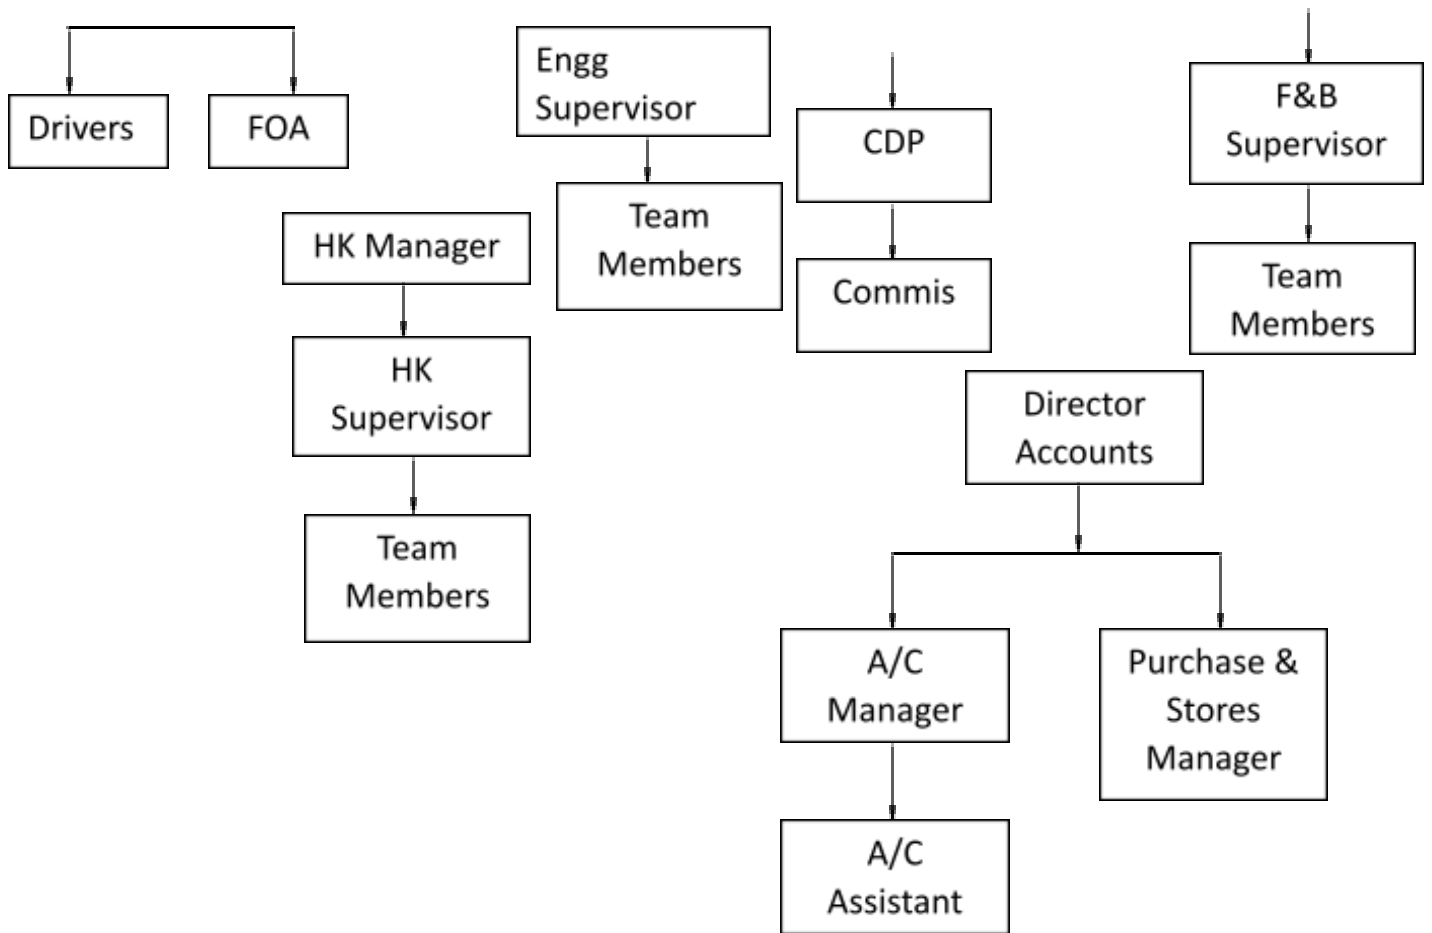 Drivers
FOA
Engg
Supervisor
Team
Members
CDP
Commis
F&B
Supervisor
Team
Members
HK Manager
HK
Supervisor
Team
Members
Director
Accounts
A/C
Manager
A/C
Assistant
Purchase &
Stores
Manager